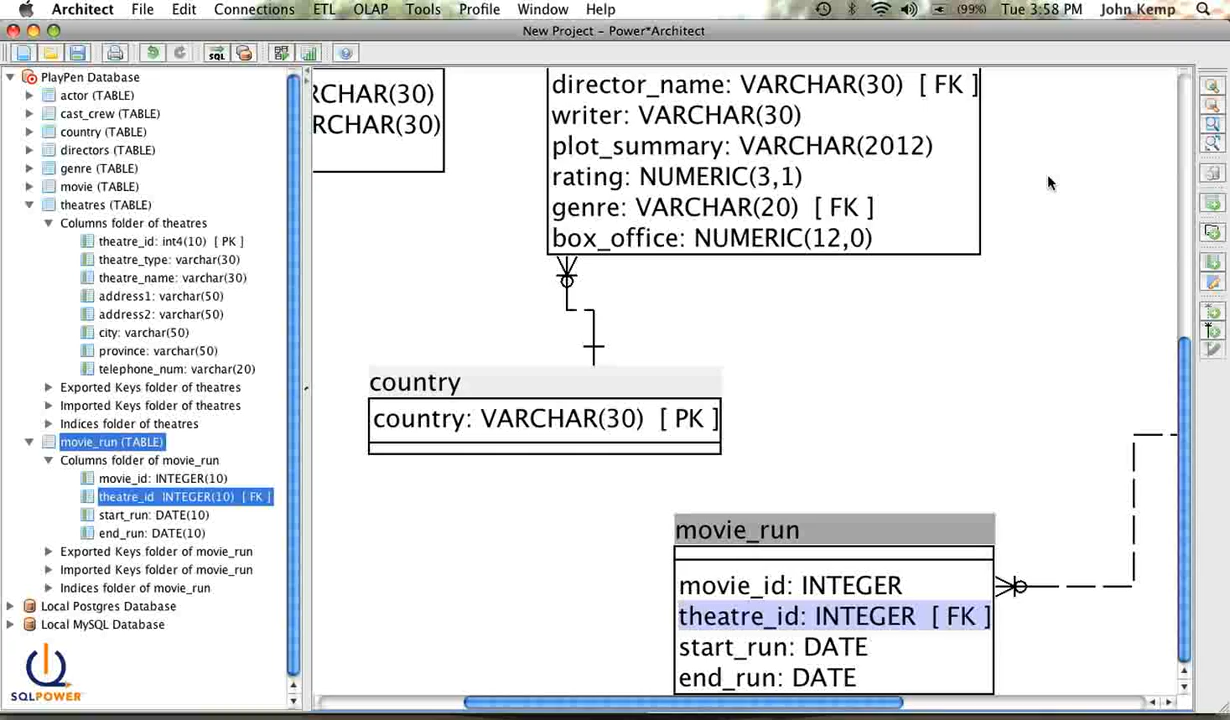 Architect File Edit Connections ETL OLAP Tools Profile Window Help (99%) Tue 3:58 PM John Kemp
New Project - Power*Architect
SQL
PlayPen Database
actor (TABLE)
cast_crew (TABLE)
country (TABLE)
directors (TABLE)
genre (TABLE)
movie (TABLE)
theatres (TABLE)
Columns folder of theatres
theatre_id: int4(10) [ PK ]
theatre_type: varchar(30)
theatre_name: varchar(30)
address1: varchar(50)
address2: varchar(50)
city: varchar(50)
province: varchar(50)
telephone_num: varchar(20)
Exported Keys folder of theatres
Imported Keys folder of theatres
Indices folder of theatres
movie_run (TABLE)
Columns folder of movie_run
movie_id: INTEGER(10)
theatre_id INTEGER(10) [ FK ]
start_run: DATE(10)
end_run: DATE(10)
Exported Keys folder of movie_run
Imported Keys folder of movie_run
Indices folder of movie_run
Local Postgres Database
Local MySQL Database
SQLPOWER
RCHAR(30)
RCHAR(30)
director_name: VARCHAR(30) [ FK ]
writer: VARCHAR(30)
plot_summary: VARCHAR(2012)
rating: NUMERIC(3,1)
genre: VARCHAR(20) [ FK ]
box_office: NUMERIC(12,0)
country
country: VARCHAR(30) [ PK ]
movie_run
movie_id: INTEGER
theatre_id: INTEGER [ FK ]
start_run: DATE
end_run: DATE